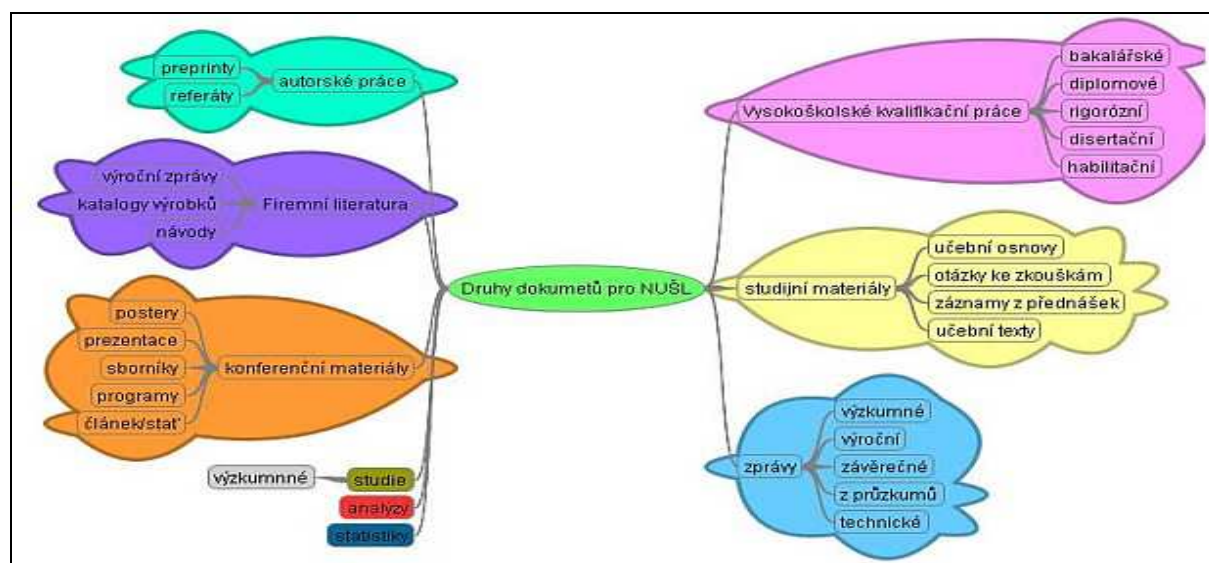 preprinty
referáty
autorské práce
výroční zprávy
katalogy výrobků
návody
Firemní literatura
postery
prezentace
sborníky
programy
článek/stať
konferenční materiály
výzkumnné
studie
analýzy
statistiky
Druhy dokumetů pro NUŠL
Vysokoškolské kvalifikační práce
bakalářské
diplomové
rigorózní
disertační
habilitační
studijní materiály
učební osnovy
otázky ke zkouškám
záznamy z přednášek
učební texty
zprávy
výzkumné
výroční
závěrečné
z průzkumů
technické